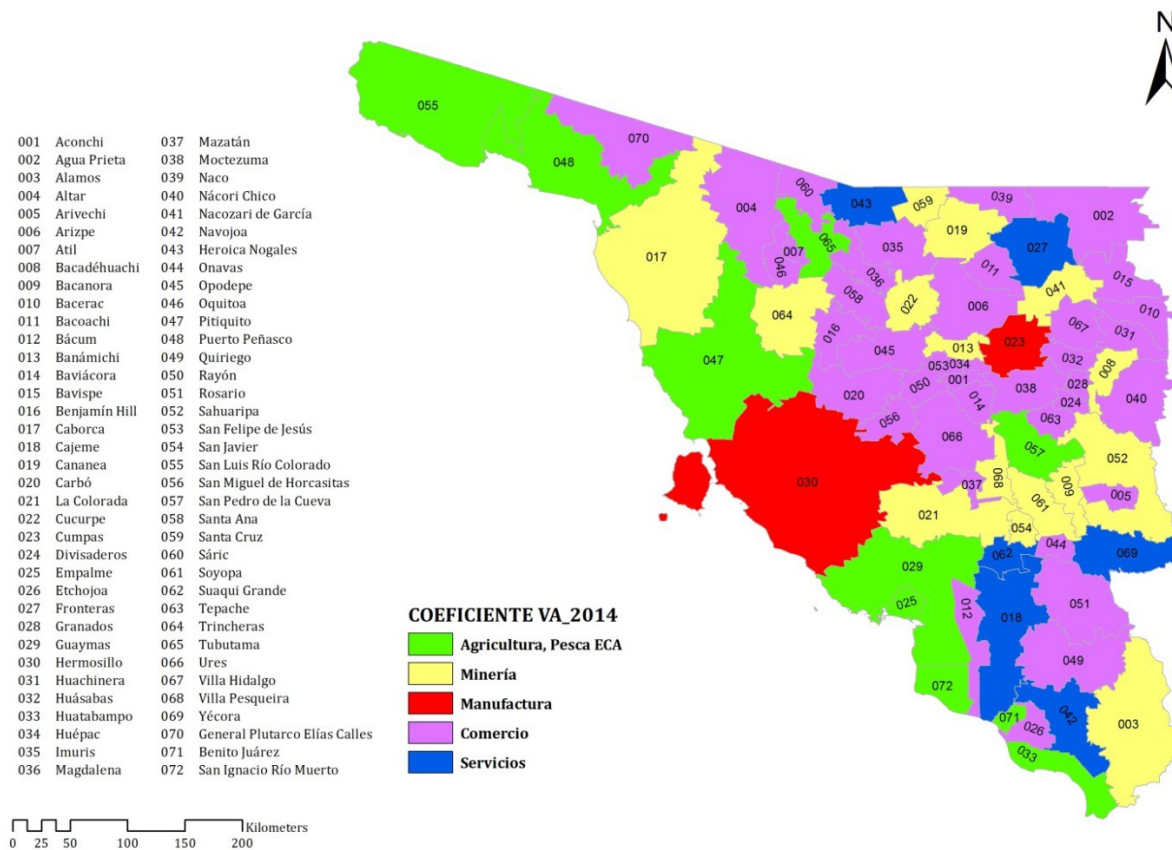 N
001 Aconchi 037 Mazatán
002 Agua Prieta 038 Moctezuma
003 Alamos 039 Naco
004 Altar 040 Nácori Chico
005 Arivechi 041 Nacozari de García
006 Arizpe 042 Navojoa
007 Atil 043 Heroica Nogales
008 Bacadéhuachi 044 Onavas
009 Bacanora 045 Opodepe
010 Bacerac 046 Oquitoa
011 Bacoachi 047 Pitiquito
012 Bácum 048 Puerto Peñasco
013 Banámichi 049 Quiriego
014 Baviácora 050 Rayón
015 Bavispe 051 Rosario
016 Benjamín Hill 052 Sahuaripa
017 Caborca 053 San Felipe de Jesús
018 Cajeme 054 San Javier
019 Cananea 055 San Luis Río Colorado
020 Carbó 056 San Miguel de Horcasitas
021 La Colorada 057 San Pedro de la Cueva
022 Cucurpe 058 Santa Ana
023 Cumpas 059 Santa Cruz
024 Divisaderos 060 Sáric
025 Empalme 061 Soyopa
026 Etchojoa 062 Suaqui Grande
027 Fronteras 063 Tepache
028 Granados 064 Trincheras
029 Guaymas 065 Tubutama
030 Hermosillo 066 Ures
031 Huachinera 067 Villa Hidalgo
032 Huásabas 068 Villa Pesqueira
033 Huatabampo 069 Yécora
034 Huépac 070 General Plutarco Elías Calles
035 Imuris 071 Benito Juárez
036 Magdalena 072 San Ignacio Río Muerto
055
070
048
060
043
059
039
002
004
019
065
035
027
007
017
046
011
015
036
041
058
022
006
010
064
067
031
016
045
013
023
047
053 034
032
008
050 001
028
020
014
038
024
040
056
063
066
057
052
030
037
068
009
005
061
021
054
044
062
069
029
025
012
018
051
049
072
071
026
042
003
033
COEFICIENTE VA_2014
Agricultura, Pesca ECA
Minería
Manufactura
Comercio
Servicios
Kilometers
0 25 50 100 150 200